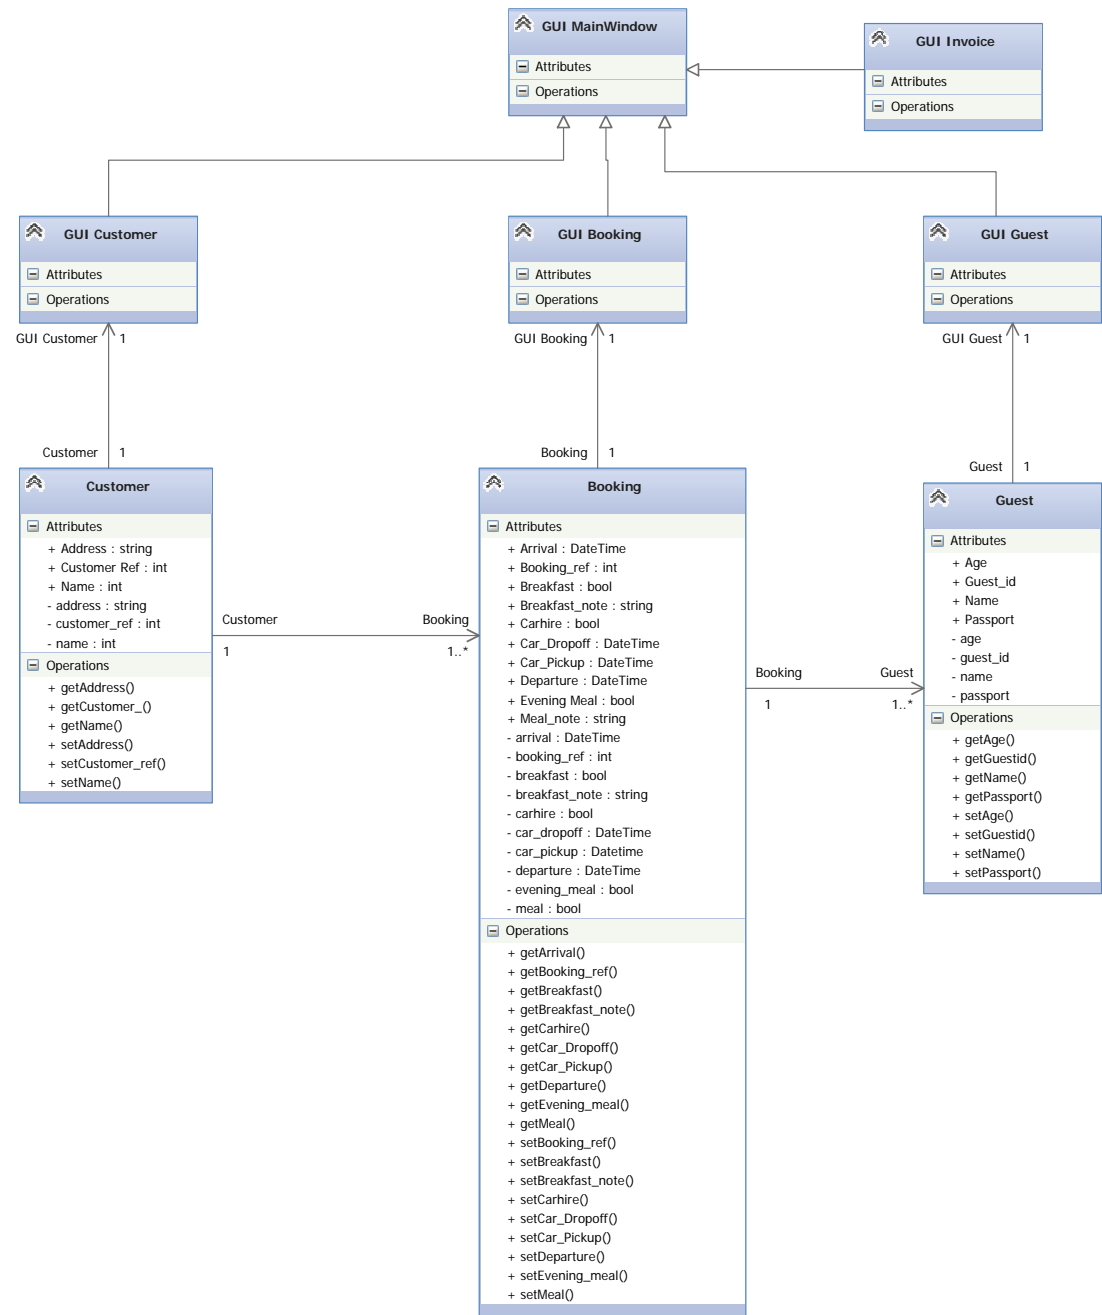 GUI MainWindow
Attributes
Operations
GUI Invoice
Attributes
Operations
GUI Customer
Attributes
Operations
GUI Booking
Attributes
Operations
GUI Guest
Attributes
Operations
GUI Customer 1
GUI Booking 1
GUI Guest 1
Customer 1
Booking 1
Guest 1
Customer
Attributes
+ Address : string
+ Customer Ref : int
+ Name : int
- address : string
- customer_ref : int
- name : int
Operations
+ getAddress()
+ getCustomer_()
+ getName()
+ setAddress()
+ setCustomer_ref()
+ setName()
Customer Booking
1 1..*
Booking
Attributes
+ Arrival : DateTime
+ Booking_ref : int
+ Breakfast : bool
+ Breakfast_note : string
+ Carhire : bool
+ Car_Dropoff : DateTime
+ Car_Pickup : DateTime
+ Departure : DateTime
+ Evening Meal : bool
+ Meal_note : string
- arrival : DateTime
- booking_ref : int
- breakfast : bool
- breakfast_note : string
- carhire : bool
- car_dropoff : DateTime
- car_pickup : Datetime
- departure : DateTime
- evening_meal : bool
- meal : bool
Operations
+ getArrival()
+ getBooking_ref()
+ getBreakfast()
+ getBreakfast_note()
+ getCarhire()
+ getCar_Dropoff()
+ getCar_Pickup()
+ getDeparture()
+ getEvening_meal()
+ getMeal()
+ setBooking_ref()
+ setBreakfast()
+ setBreakfast_note()
+ setCarhire()
+ setCar_Dropoff()
+ setCar_Pickup()
+ setDeparture()
+ setEvening_meal()
+ setMeal()
Booking Guest
1 1..*
Guest
Attributes
+ Age
+ Guest_id
+ Name
+ Passport
- age
- guest_id
- name
- passport
Operations
+ getAge()
+ getGuestid()
+ getName()
+ getPassport()
+ setAge()
+ setGuestid()
+ setName()
+ setPassport()